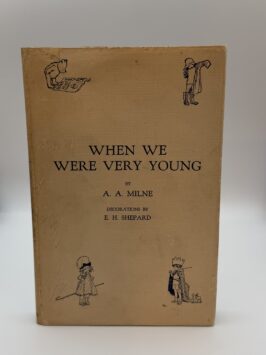 WHEN WE
WERE VERY YOUNG
BY
A. A. MILNE
DECORATIONS BY
E. H. SHEPARD